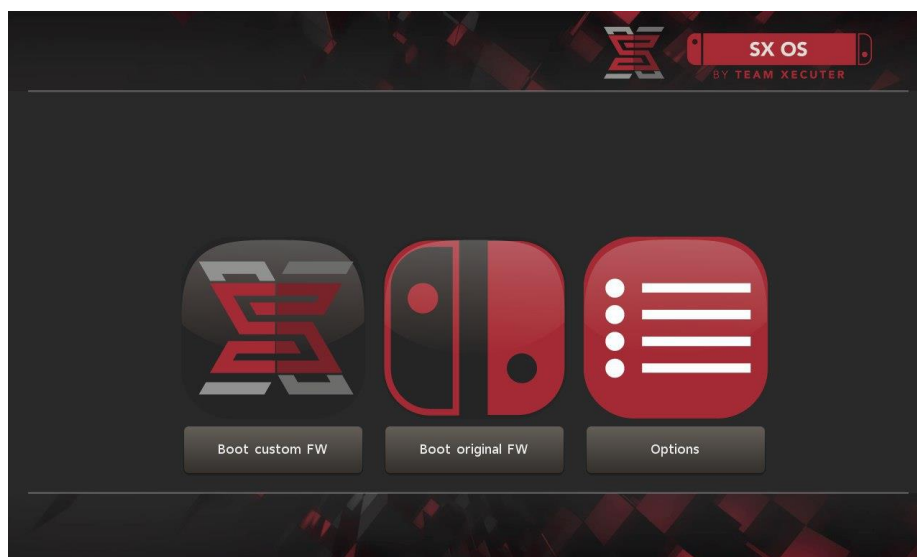 SX OS
BY TEAM XECUTER
Boot custom FW
Boot original FW
Options